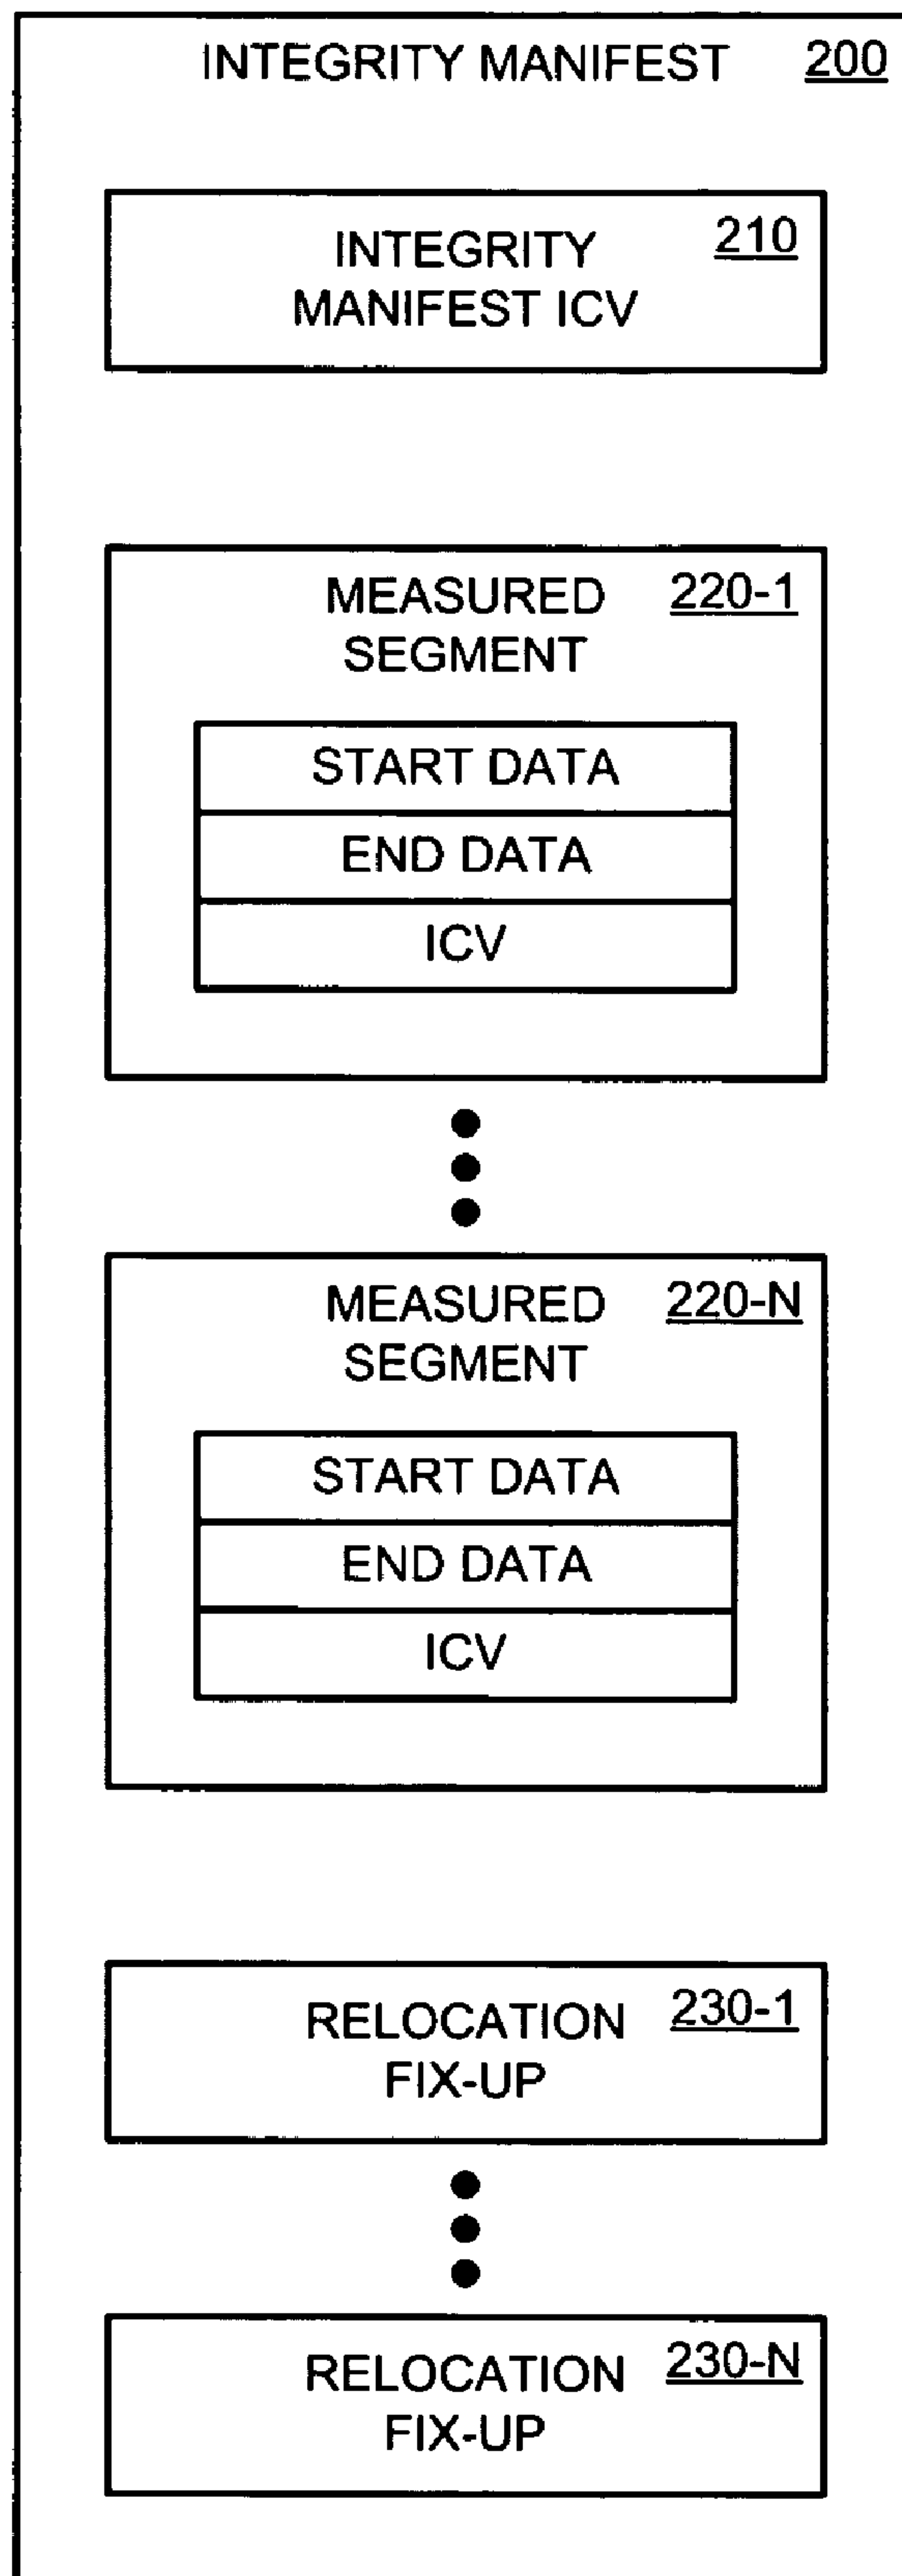 INTEGRITY MANIFEST 200
INTEGRITY 210
MANIFEST ICV
MEASURED 220-1
SEGMENT
START DATA
END DATA
ICV
MEASURED 220-N
SEGMENT
START DATA
END DATA
ICV
RELOCATION 230-1
FIX-UP
RELOCATION 230-N
FIX-UP